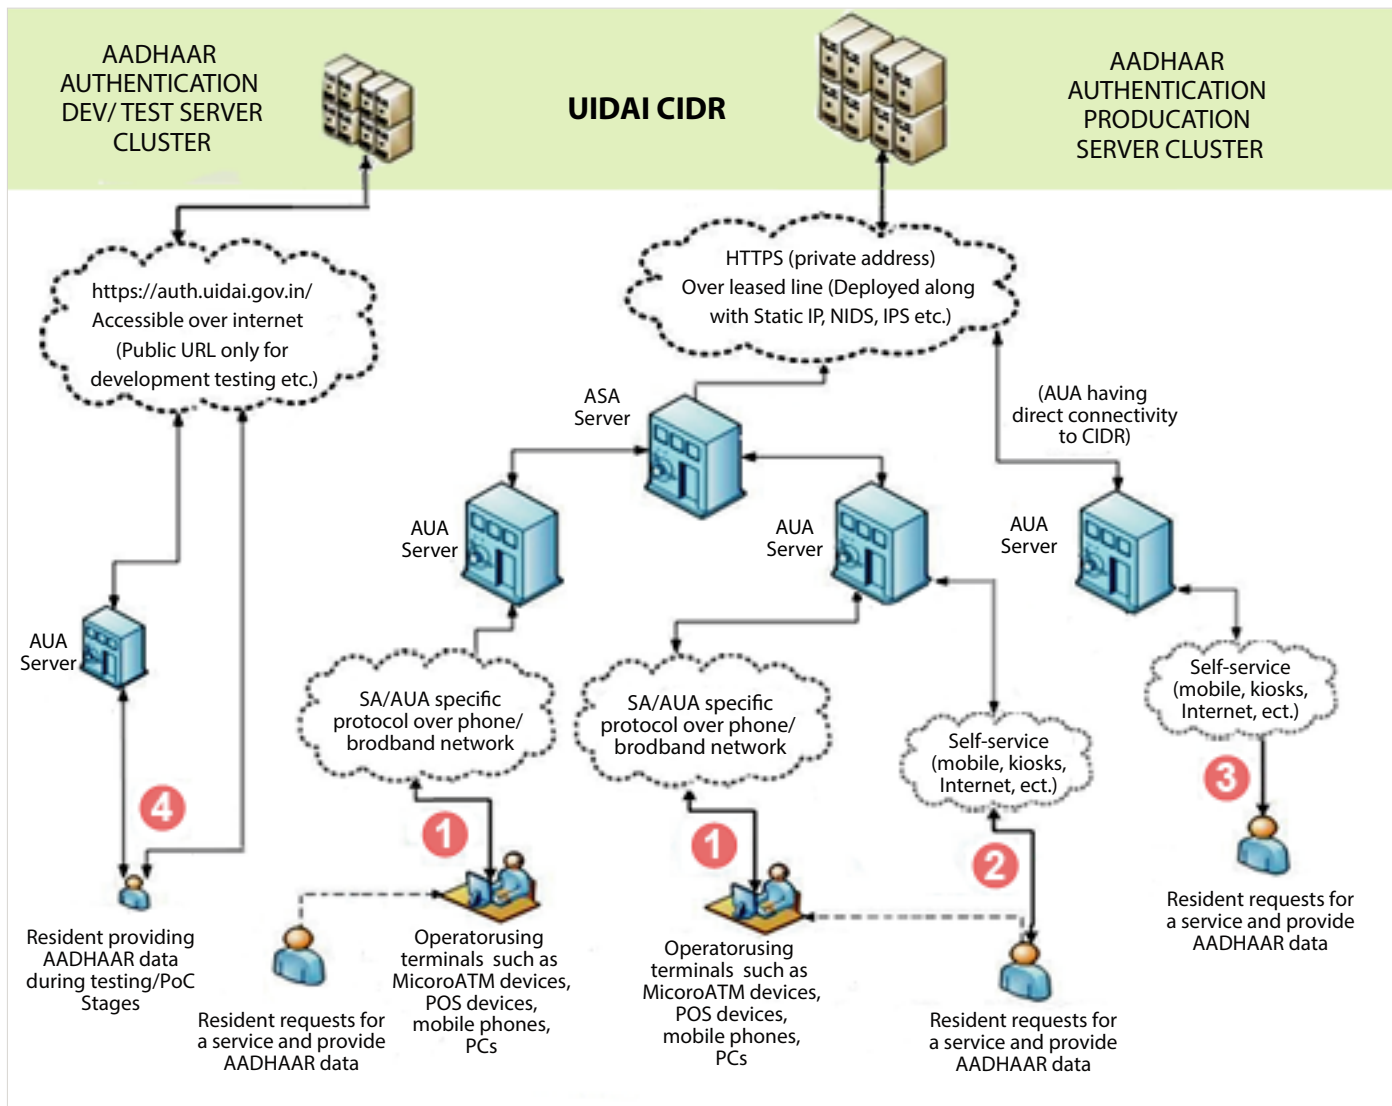 AADHAAR
AUTHENTICATION
DEV/ TEST SERVER
CLUSTER
UIDAI CIDR
AADHAAR
AUTHENTICATION
PRODUCATION
SERVER CLUSTER
https://auth.uidai.gov.in/
Accessible over internet
(Public URL only for
development testing etc.)
HTTPS (private address)
Over leased line (Deployed along
with Static IP, NIDS, IPS etc.)
ASA
Server
(AUA having
direct connectivity
to CIDR)
AUA
Server
AUA
Server
AUA
Server
AUA
Server
SA/AUA specific
protocol over phone/
brodband network
SA/AUA specific
protocol over phone/
brodband network
Self-service
(mobile, kiosks,
Internet, ect.)
Self-service
(mobile, kiosks,
Internet, ect.)
4
1
1
2
3
Resident providing
AADHAAR data
during testing/PoC
Stages
Resident requests for
a service and provide
AADHAAR data
Operatorusing
terminals such as
MicoroATM devices,
POS devices,
mobile phones,
PCs
Operatorusing
terminals such as
MicoroATM devices,
POS devices,
mobile phones,
PCs
Resident requests for
a service and provide
AADHAAR data
Resident requests for
a service and provide
AADHAAR data